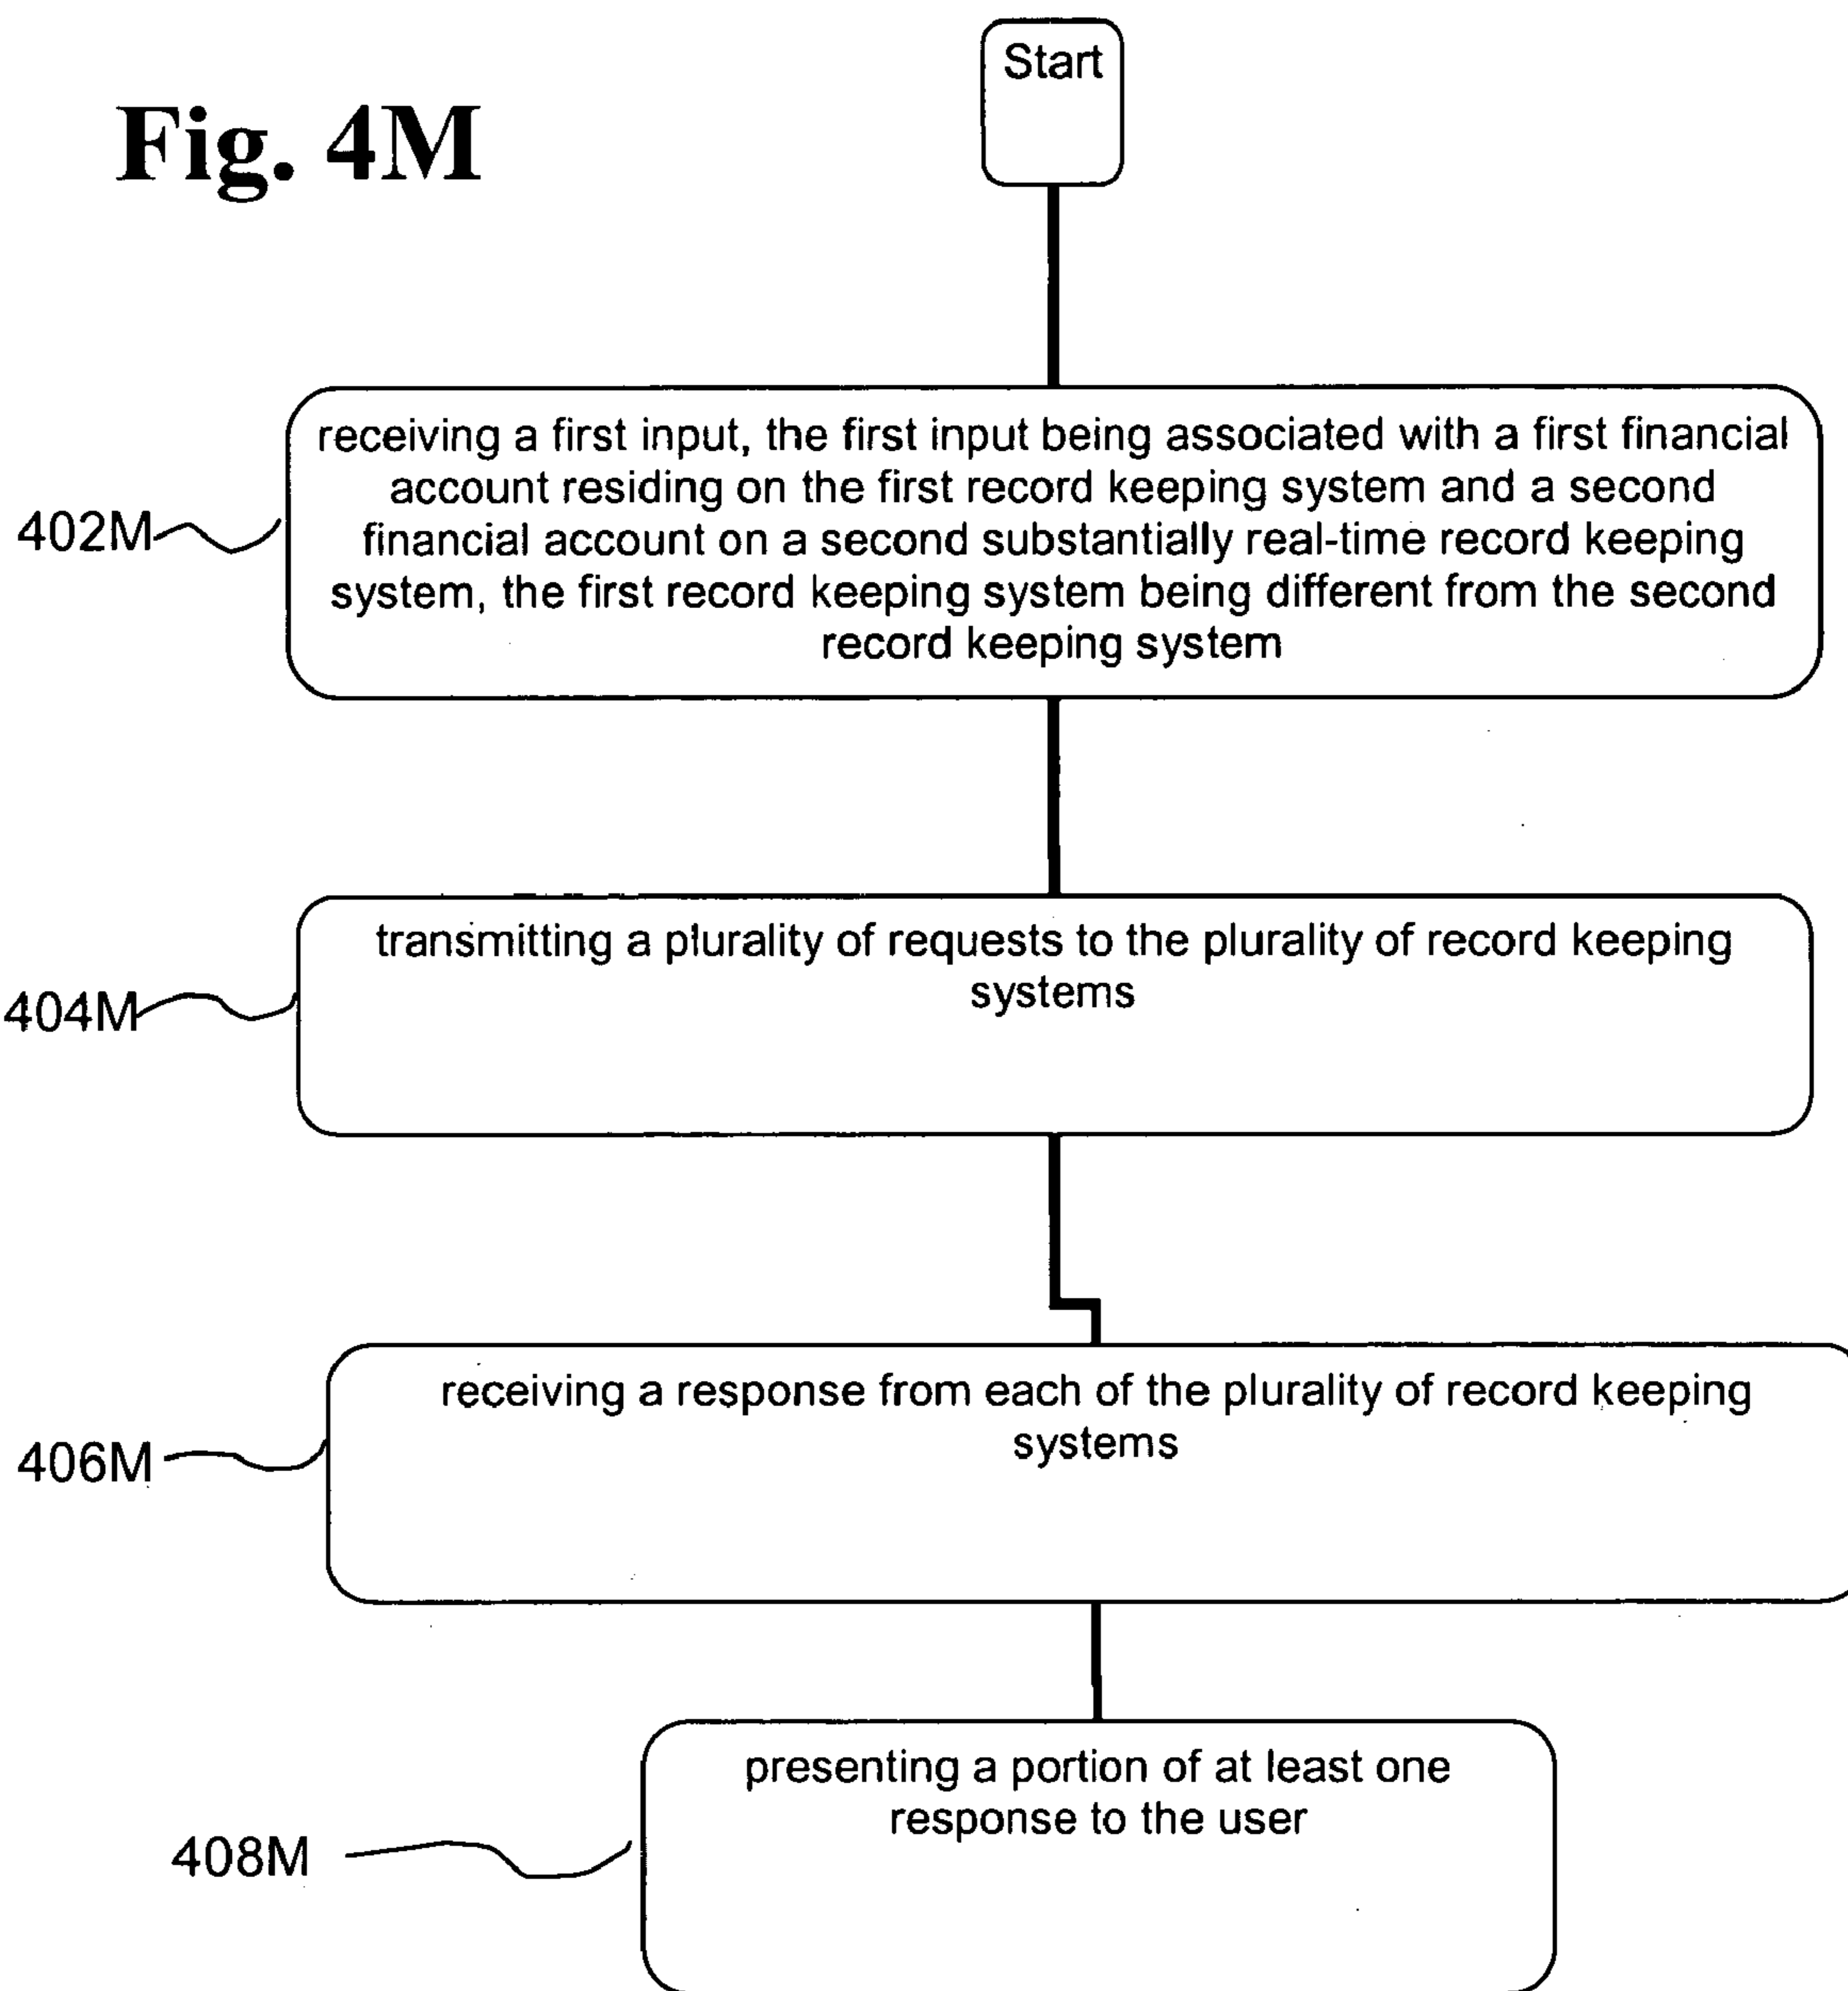 Start
Fig. 4M
receiving a first input, the first input being associated with a first financial
account residing on the first record keeping system and a second
financial account on a second substantially real-time record keeping
system, the first record keeping system being different from the second
record keeping system
402M
transmitting a plurality of requests to the plurality of record keeping
systems
404M
receiving a response from each of the plurality of record keeping
systems
406M
presenting a portion of at least one
response to the user
408M